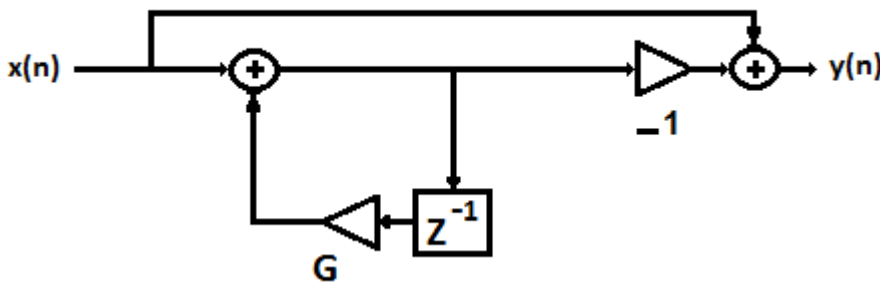 x(n)
+
+
y(n)
–1
Z⁻¹
G